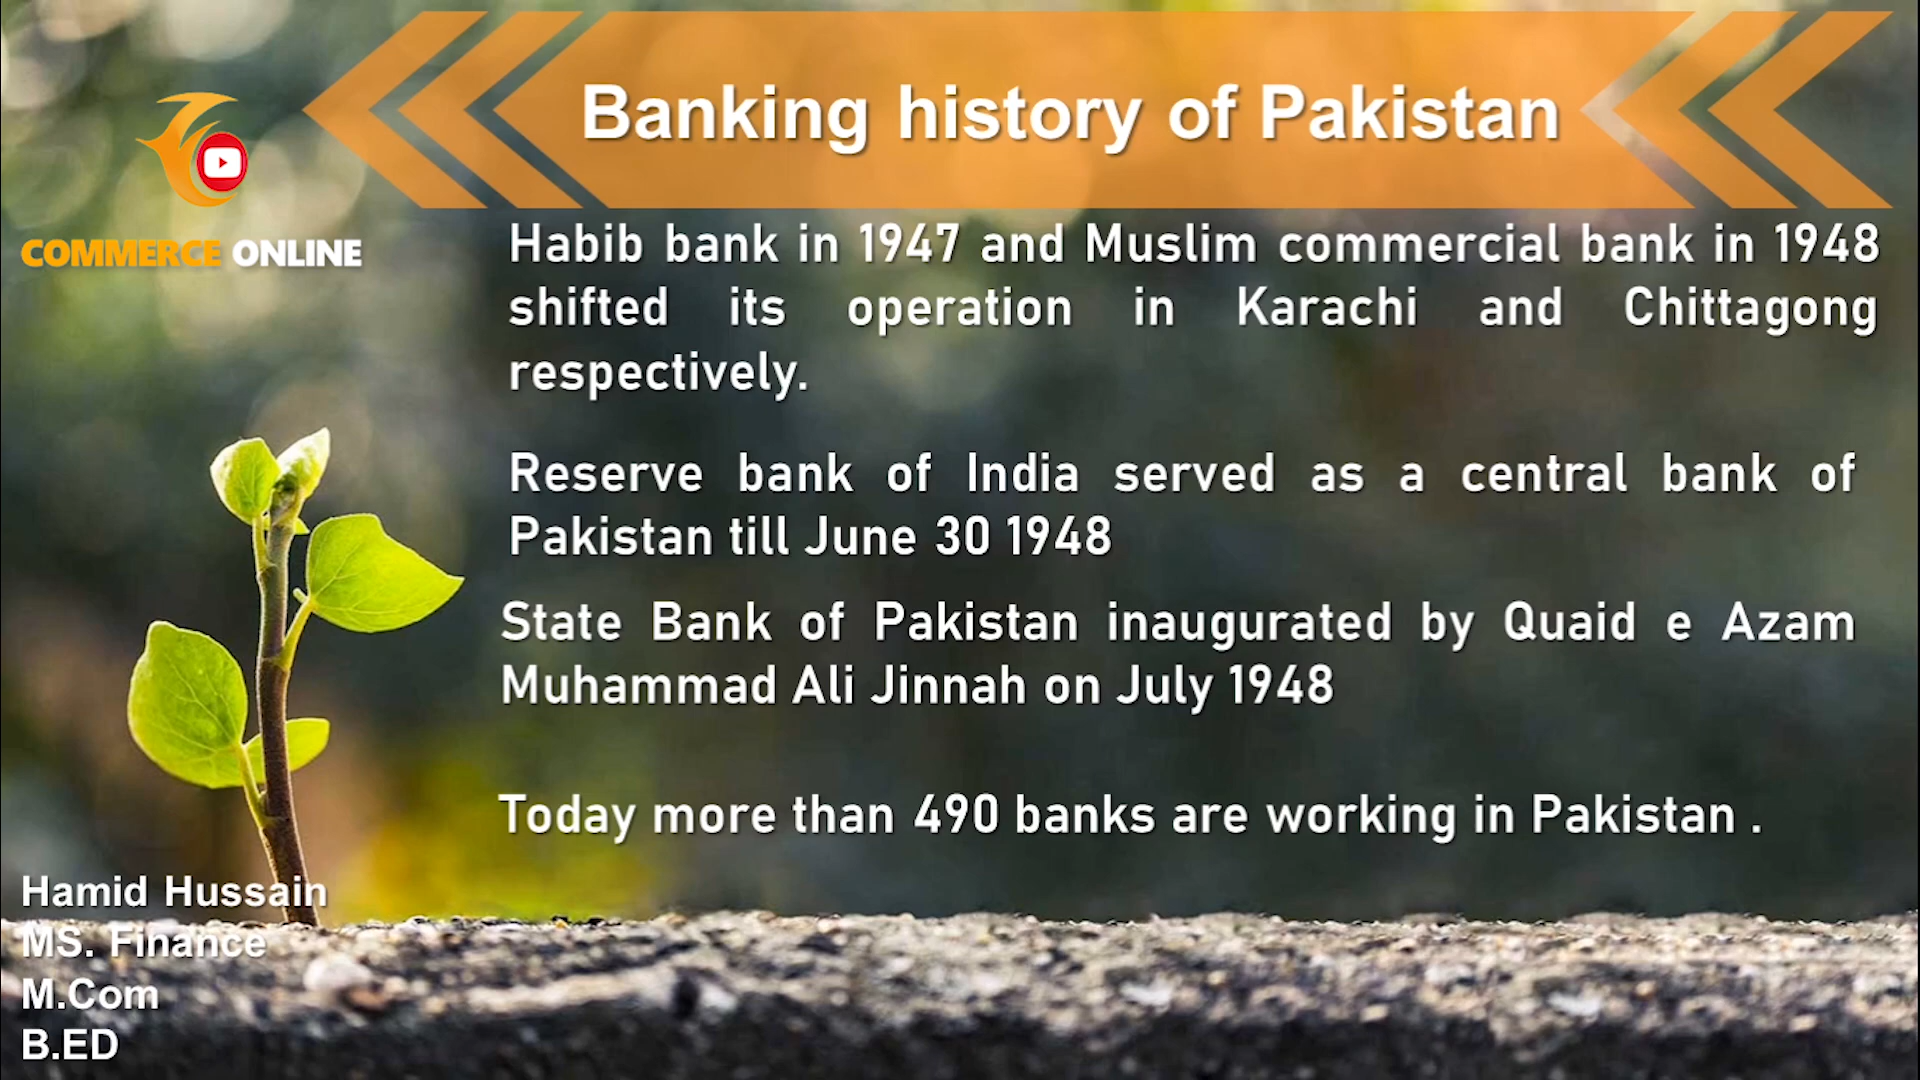 Banking history of Pakistan
COMMERCE ONLINE
Habib bank in 1947 and Muslim commercial bank in 1948
shifted its operation in Karachi and Chittagong
respectively.
Reserve bank of India served as a central bank of
Pakistan till June 30 1948
State Bank of Pakistan inaugurated by Quaid e Azam
Muhammad Ali Jinnah on July 1948
Today more than 490 banks are working in Pakistan .
Hamid Hussain
MS. Finance
M.Com
B.ED